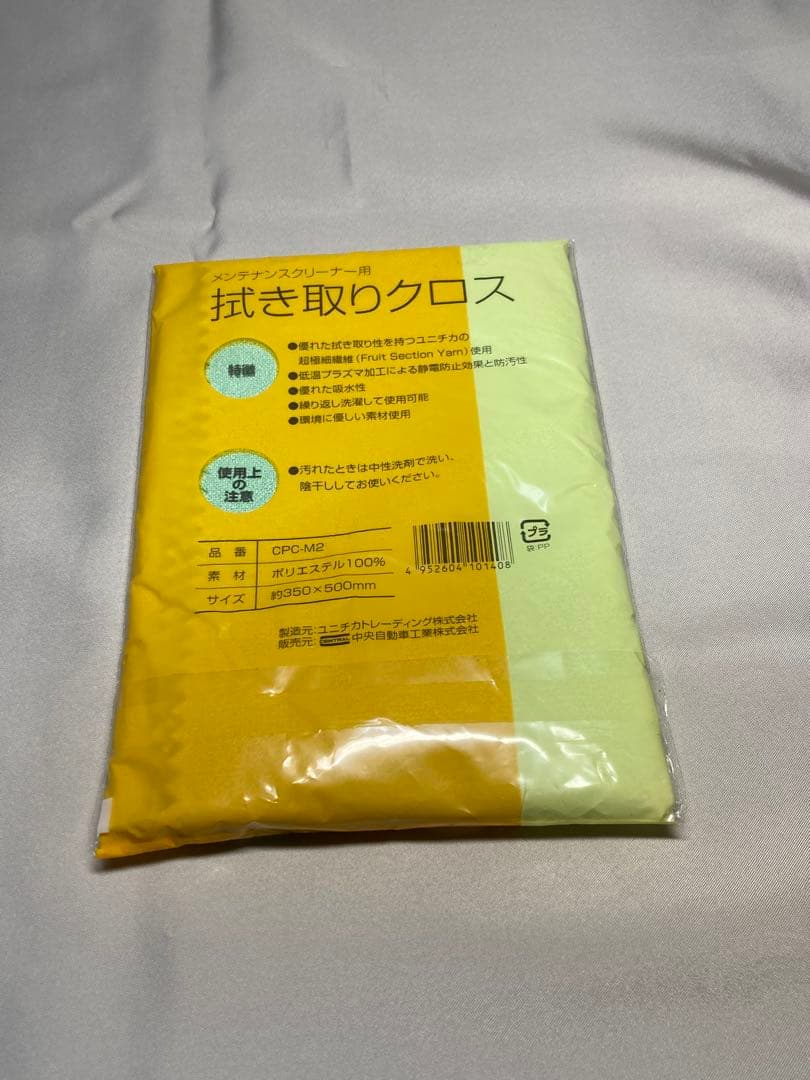 メンテナンスクリーナー用
拭き取りクロス
特徴
●優れた拭き取り性を持つユニチカの
超極細繊維(Fruit Section Yarn)使用
●低温プラズマ加工による静電防止効果と防汚性
●優れた吸水性
●繰り返し洗濯して使用可能
●環境に優しい素材使用
使用上
の
注意
●汚れたときは中性洗剤で洗い、
陰干ししてお使いください。
品番 CPC-M2
素材 ポリエステル100%
サイズ 約350×500mm
4 952604 101408
プラ
袋:PP
製造元:ユニチカトレーディング株式会社
販売元:CENTRAL 中央自動車工業株式会社